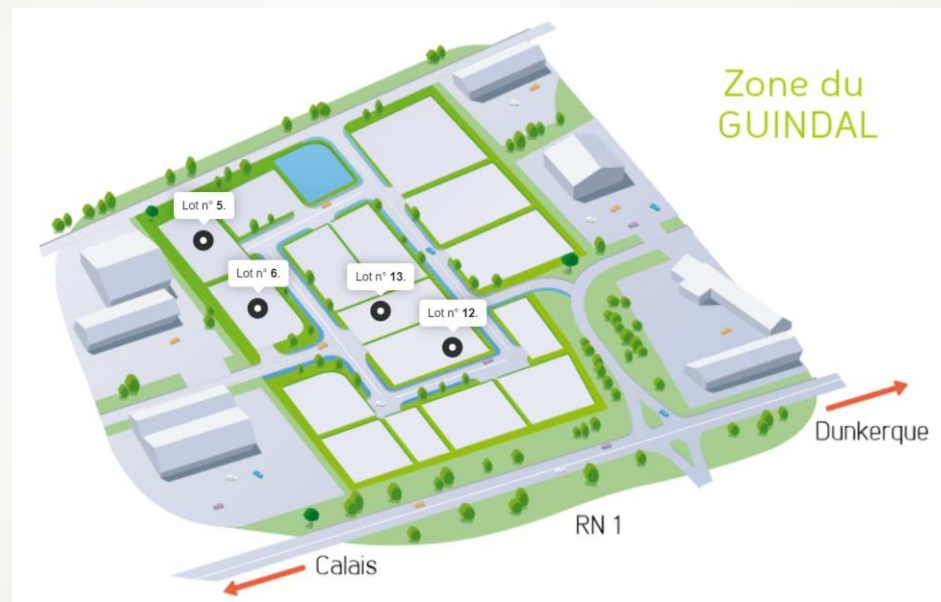 Zone du
GUINDAL
Lot n° 5.
Lot n° 6.
Lot n° 13.
Lot n° 12.
Dunkerque
RN 1
Calais